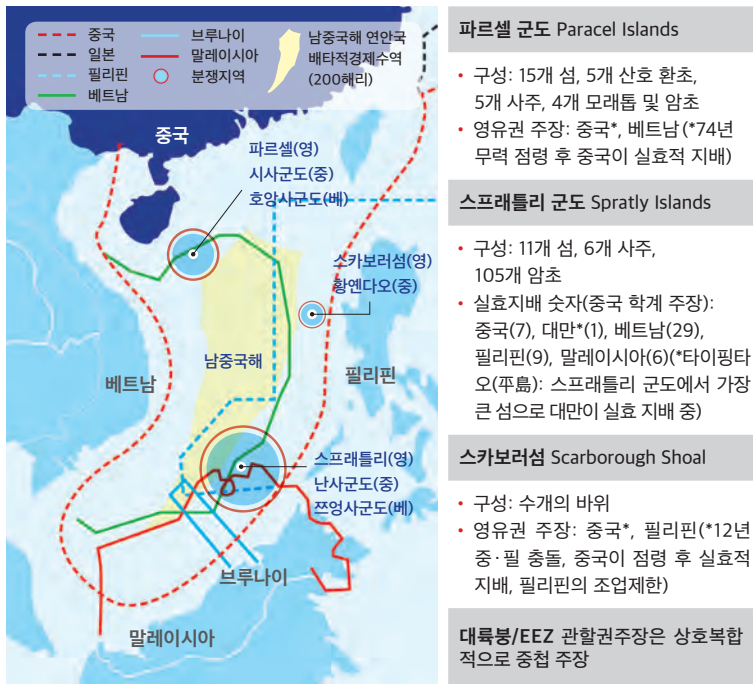 중국
일본
필리핀
베트남
브루나이
말레이시아
분쟁지역
남중국해 연안국
배타적경제수역
(200해리)
중국
파르셀(영)
시사군도(중)
호앙사군도(베)
스카보러섬(영)
황옌다오(중)
남중국해
베트남
필리핀
스프래틀리(영)
난사군도(중)
쯔엉사군도(베)
브루나이
말레이시아
파르셀 군도 Paracel Islands
• 구성: 15개 섬, 5개 산호 환초,
5개 사주, 4개 모래톱 및 암초
• 영유권 주장: 중국*, 베트남(*74년
무력 점령 후 중국이 실효적 지배)
스프래틀리 군도 Spratly Islands
• 구성: 11개 섬, 6개 사주,
105개 암초
• 실효지배 숫자(중국 학계 주장):
중국(7), 대만*(1), 베트남(29),
필리핀(9), 말레이시아(6)(*타이핑타
오(平島): 스프래틀리 군도에서 가장
큰 섬으로 대만이 실효 지배 중)
스카보러섬 Scarborough Shoal
• 구성: 수개의 바위
• 영유권 주장: 중국*, 필리핀(*12년
중·필 충돌, 중국이 점령 후 실효적
지배, 필리핀의 조업제한)
대륙붕/EEZ 관할권주장은 상호복합
적으로 중첩 주장